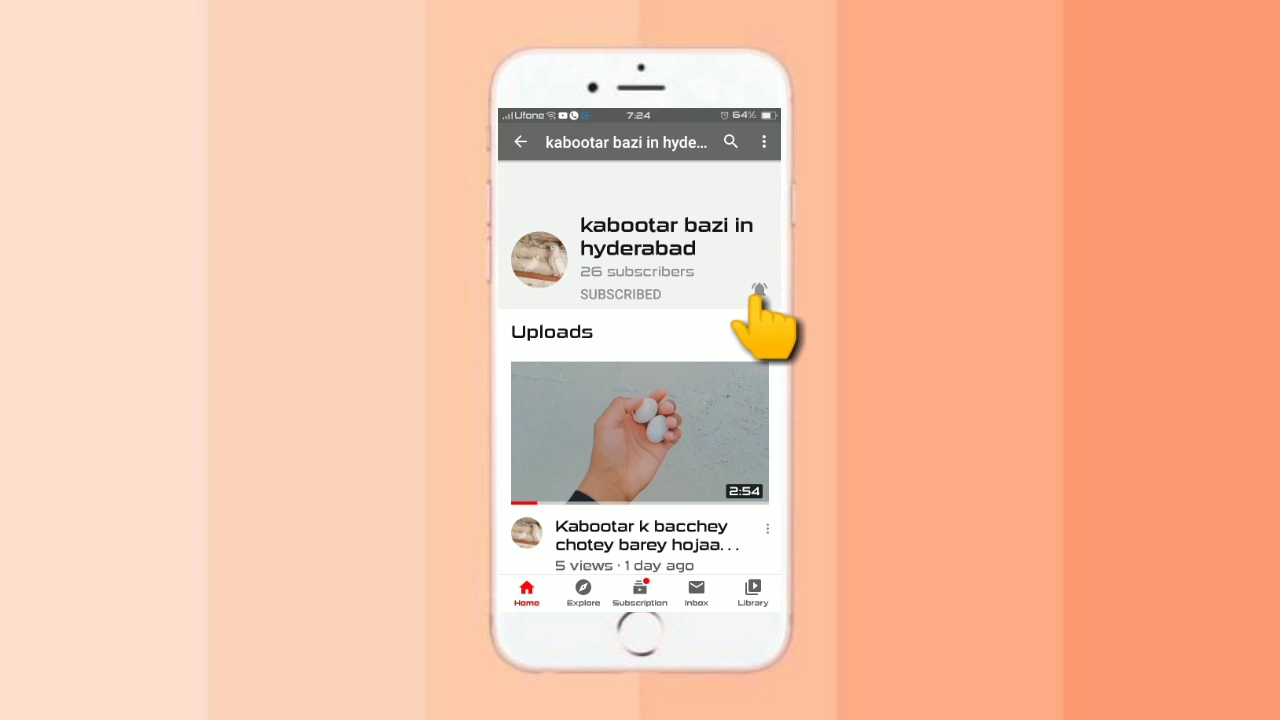 Ufone 7:24 64%
kabootar bazi in hyde...
kabootar bazi in
hyderabad
26 subscribers
SUBSCRIBED
Uploads
2:54
Kabootar k bacchey
chotey barey hojaa...
5 views · 1 day ago
Home Explore Subscription Inbox Library